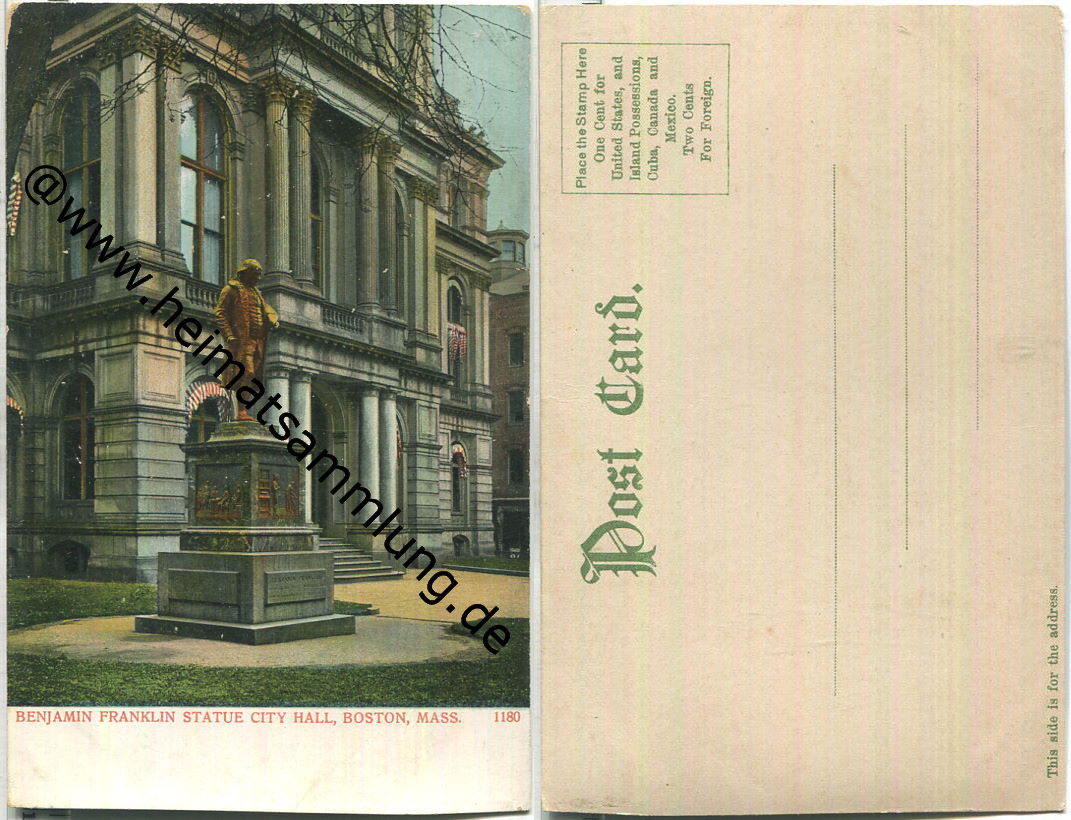 @www.heimatsammlung.de
BENJAMIN FRANKLIN STATUE CITY HALL, BOSTON, MASS. 1180
Place the Stamp Here
One Cent for
United States, and
Island Possessions,
Cuba, Canada and
Mexico.
Two Cents
For Foreign.
Post Card.
This side is for the address.